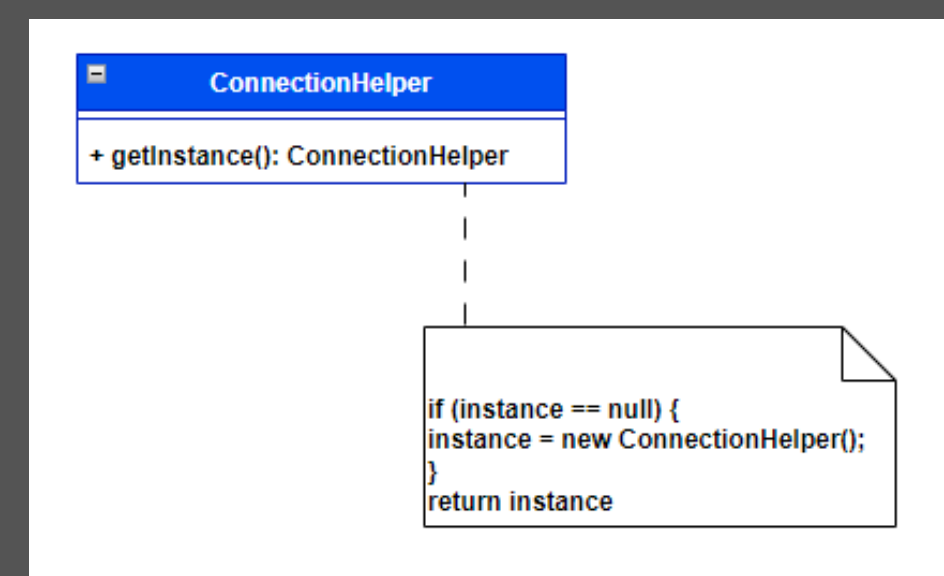 ConnectionHelper
+ getInstance(): ConnectionHelper
if (instance == null) {
instance = new ConnectionHelper();
}
return instance